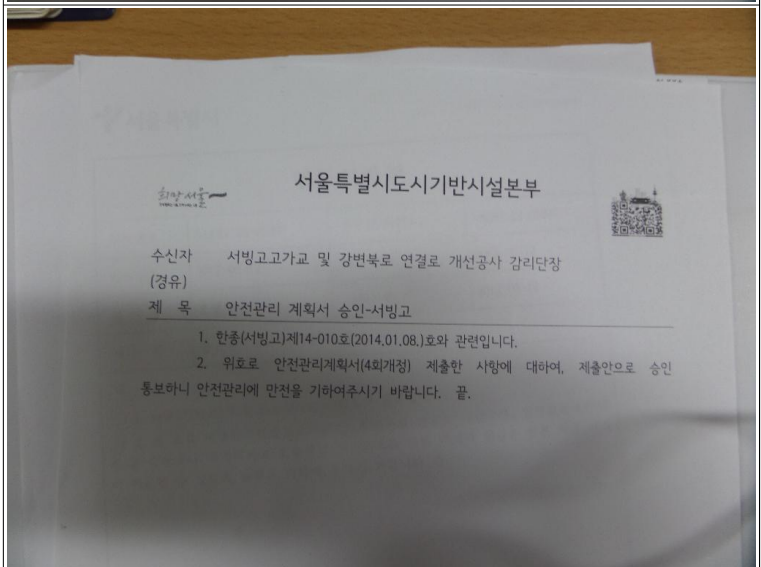 희망서울
서울특별시도시기반시설본부
수신자 서빙고고가교 및 강변북로 연결로 개선공사 감리단장
(경유)
제 목 안전관리 계획서 승인-서빙고
1. 한종(서빙고)제14-010호(2014.01.08.)호와 관련입니다.
2. 위호로 안전관리계획서(4회개정) 제출한 사항에 대하여, 제출안으로 승인
통보하니 안전관리에 만전을 기하여주시기 바랍니다. 끝.